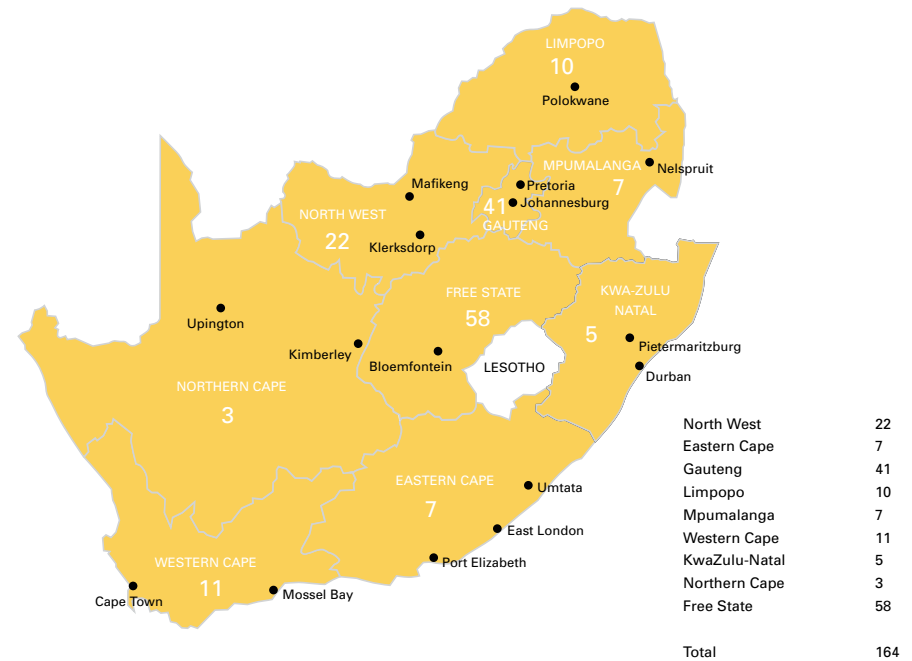 LIMPOPO
10
Polokwane
MPUMALANGA
7
Nelspruit
Pretoria
41
Johannesburg
GAUTENG
Mafikeng
NORTH WEST
22
Klerksdorp
FREE STATE
58
Bloemfontein
KWA-ZULU
NATAL
5
Pietermaritzburg
Durban
LESOTHO
Upington
Kimberley
NORTHERN CAPE
3
EASTERN CAPE
7
Umtata
East London
Port Elizabeth
WESTERN CAPE
11
Cape Town
Mossel Bay
North West 22
Eastern Cape 7
Gauteng 41
Limpopo 10
Mpumalanga 7
Western Cape 11
KwaZulu-Natal 5
Northern Cape 3
Free State 58
Total 164